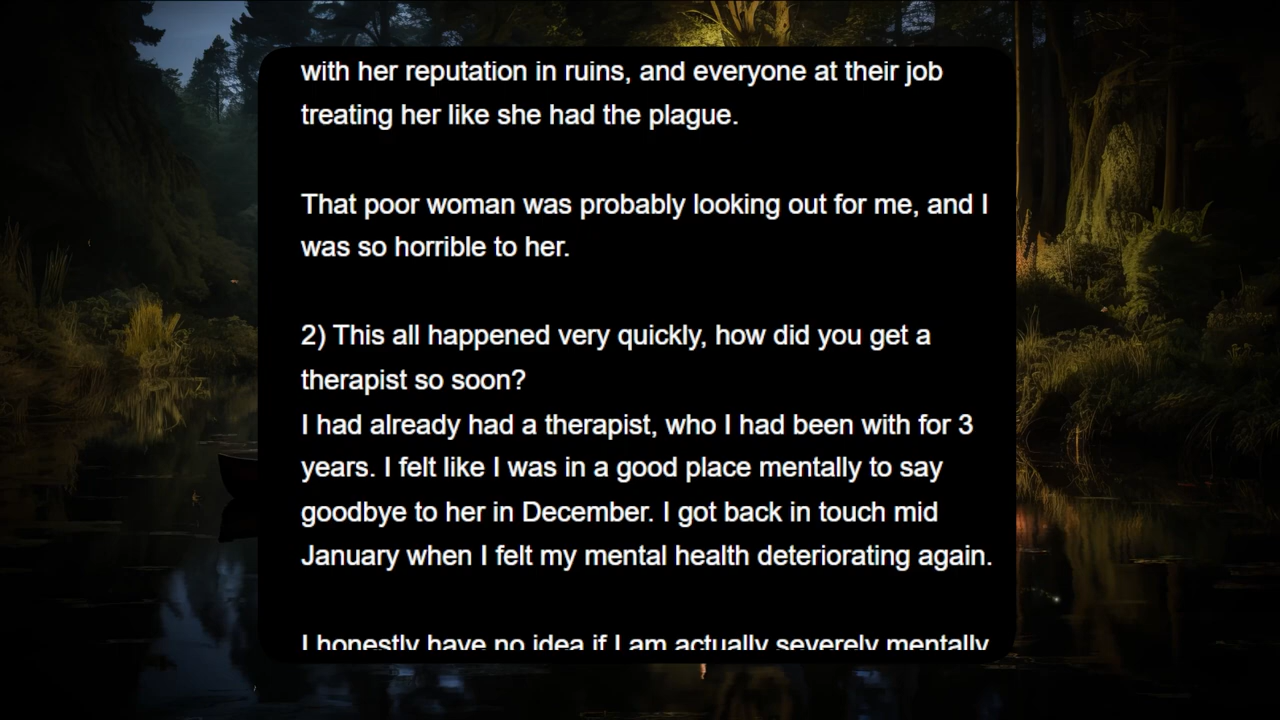 with her reputation in ruins, and everyone at their job
treating her like she had the plague.
That poor woman was probably looking out for me, and I
was so horrible to her.
2) This all happened very quickly, how did you get a
therapist so soon?
I had already had a therapist, who I had been with for 3
years. I felt like I was in a good place mentally to say
goodbye to her in December. I got back in touch mid
January when I felt my mental health deteriorating again.
I honestly have no idea if I am actually severely mentally